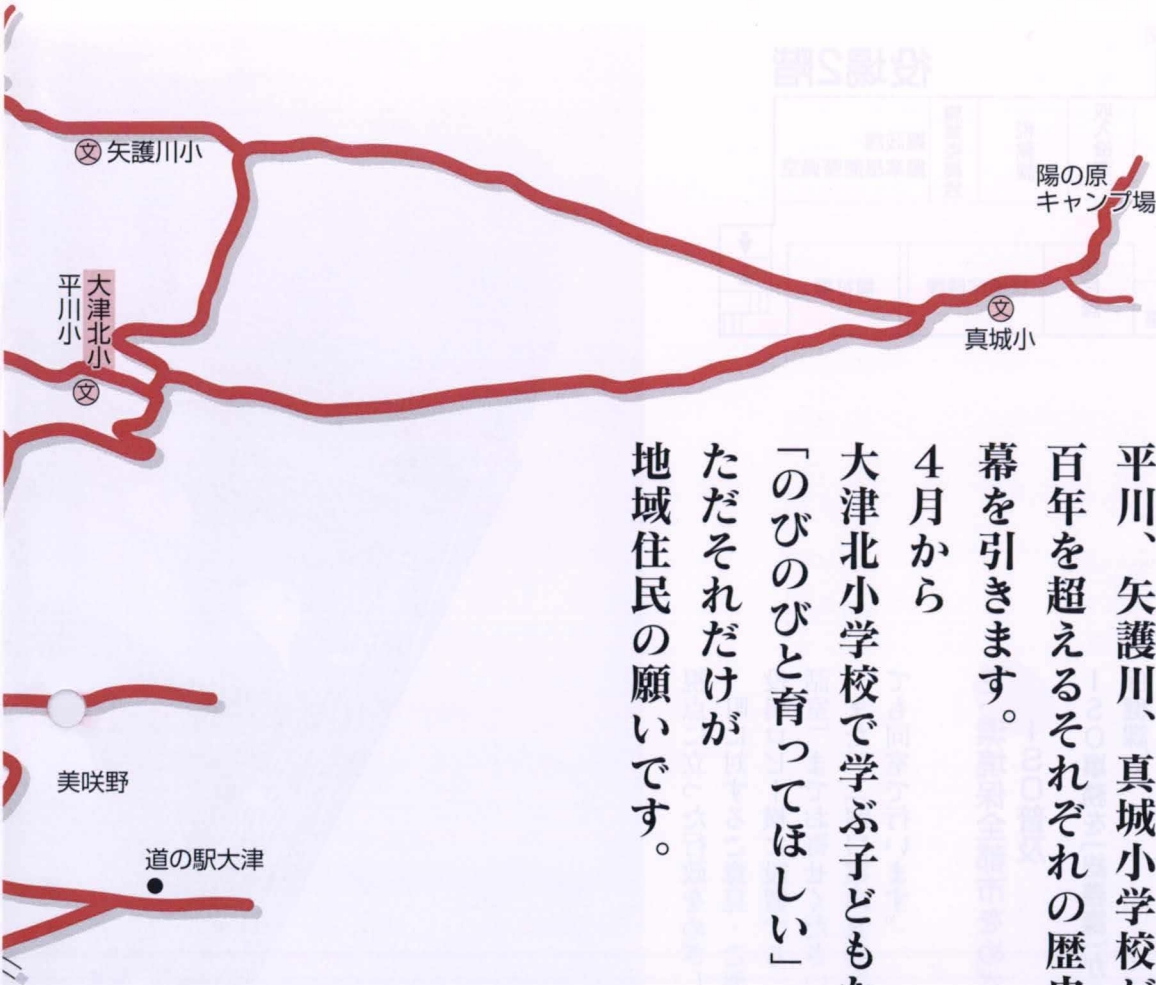 平川、矢護川、真城小学校が
百年を超えるそれぞれの歴史
幕を引きます。
4月から
大津北小学校で学ぶ子どもた
「のびのびと育ってほしい」
ただそれだけが
地域住民の願いです。
陽の原
キャンプ場
文
真城小
文 矢護川小
大津北小
平川小
文
美咲野
道の駅大津